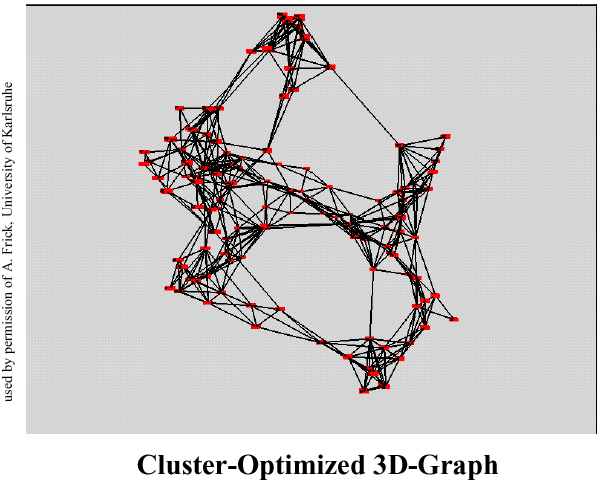 used by permission of A. Frick, University of Karlsruhe
Cluster-Optimized 3D-Graph